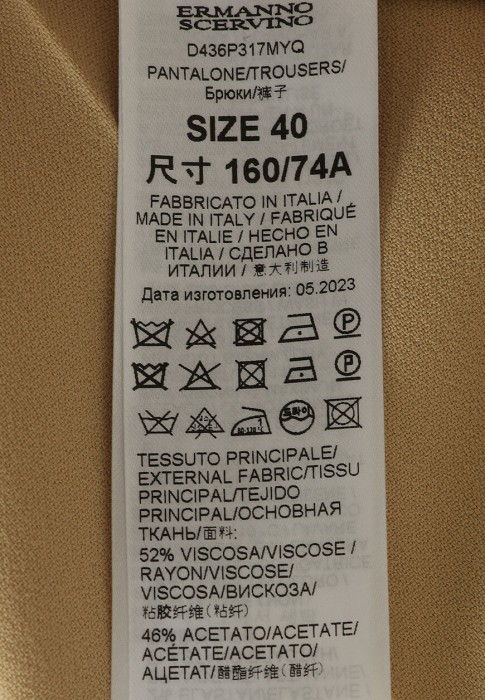 ERMANNO
SCERVINO
D436P317MYQ
PANTALONE/TROUSERS/
Брюки/裤子
SIZE 40
尺寸 160/74A
FABBRICATO IN ITALIA /
MADE IN ITALY / FABRIQUÉ
EN ITALIE / HECHO EN
ITALIA / СДЕЛАНО В
ИТАЛИИ / 意大利制造
Дата изготовления: 05.2023
P
P
드라이
TESSUTO PRINCIPALE/
EXTERNAL FABRIC/TISSU
PRINCIPAL/TEJIDO
PRINCIPAL/ОСНОВНАЯ
ТКАНЬ/面料:
52% VISCOSA/VISCOSE /
RAYON/VISCOSE/
VISCOSA/ВИСКОЗА/
粘胶纤维(粘纤)
46% ACETATO/ACETATE/
ACÉTATE/ACETATO/
АЦЕТАТ/醋酯纤维(醋纤)